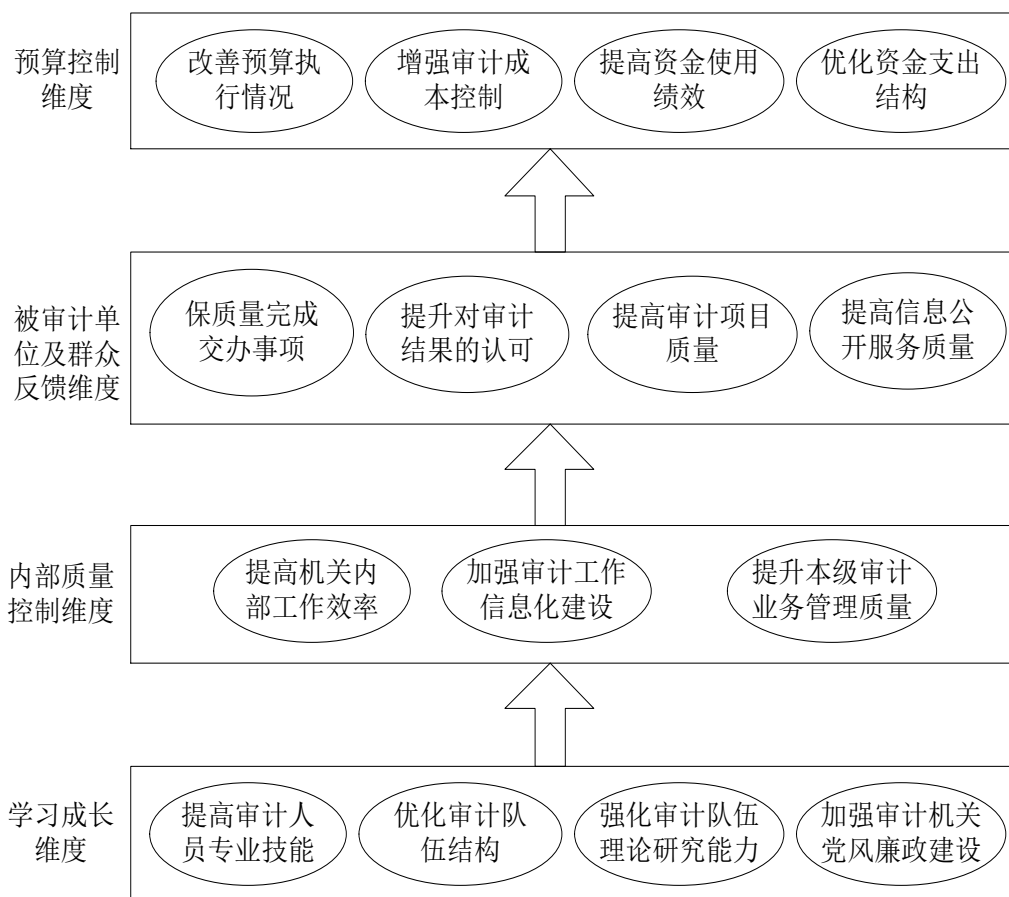 预算控制
维度
改善预算执
行情况
增强审计成
本控制
提高资金使用
绩效
优化资金支出
结构
被审计单
位及群众
反馈维度
保质量完成
交办事项
提升对审计
结果的认可
提高审计项目
质量
提高信息公
开服务质量
内部质量
控制维度
提高机关内
部工作效率
加强审计工作
信息化建设
提升本级审计
业务管理质量
学习成长
维度
提高审计人
员专业技能
优化审计队
伍结构
强化审计队伍
理论研究能力
加强审计机关
党风廉政建设